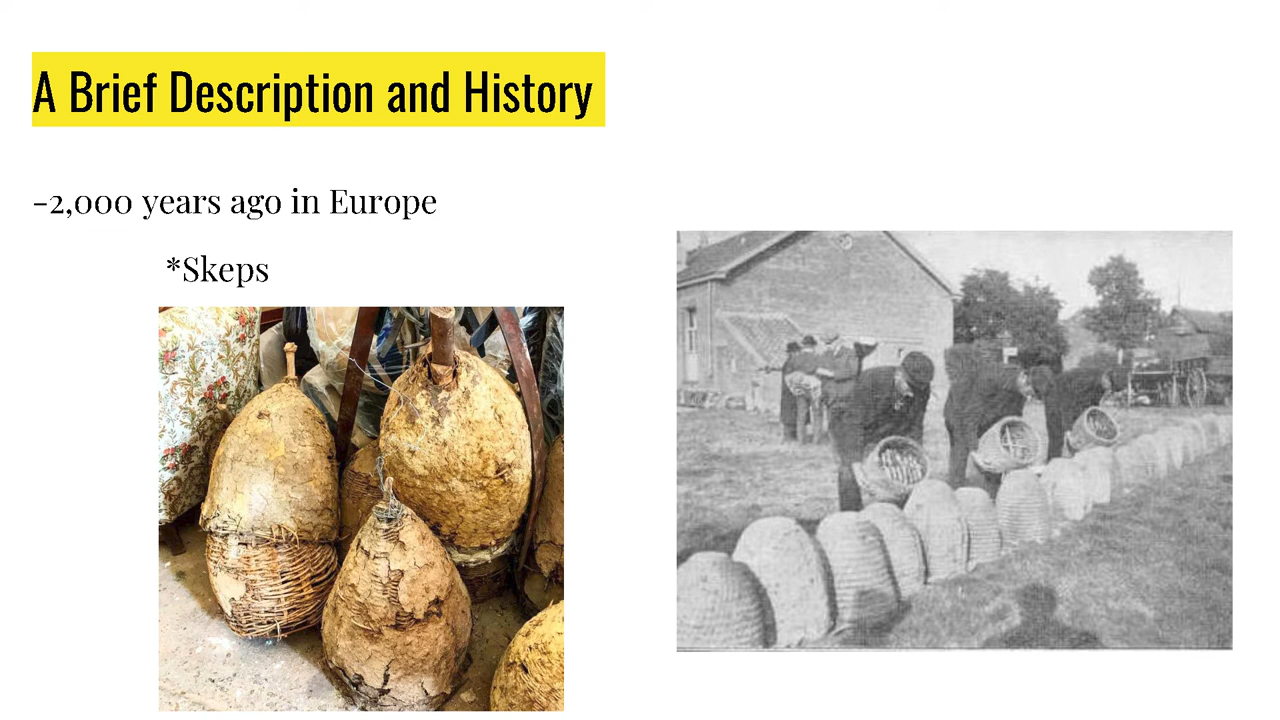 A Brief Description and History
-2,000 years ago in Europe
*Skeps